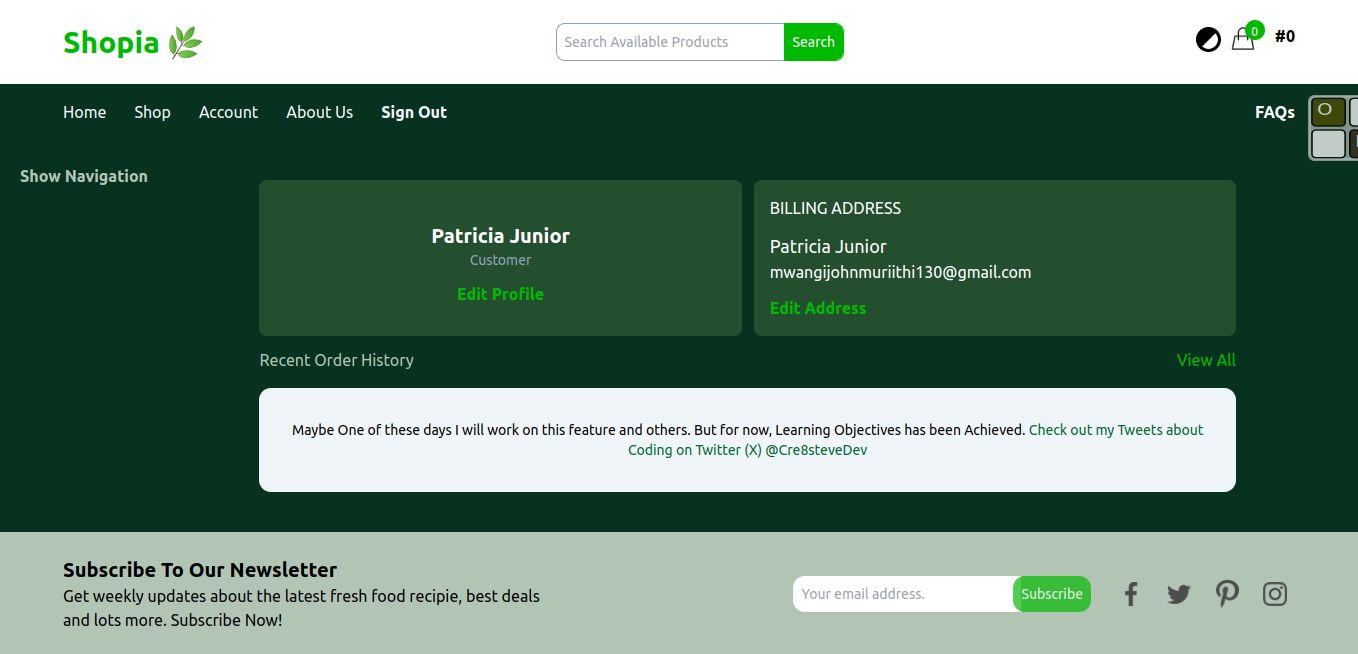 Shopia
Search Available Products
Search
0
#0
Home
Shop
Account
About Us
Sign Out
FAQs
O
Show Navigation
Patricia Junior
Customer
Edit Profile
BILLING ADDRESS
Patricia Junior
mwangijohnmuriithi130@gmail.com
Edit Address
Recent Order History
View All
Maybe One of these days I will work on this feature and others. But for now, Learning Objectives has been Achieved. Check out my Tweets about
Coding on Twitter (X) @Cre8steveDev
Subscribe To Our Newsletter
Get weekly updates about the latest fresh food recipie, best deals
and lots more. Subscribe Now!
Your email address.
Subscribe